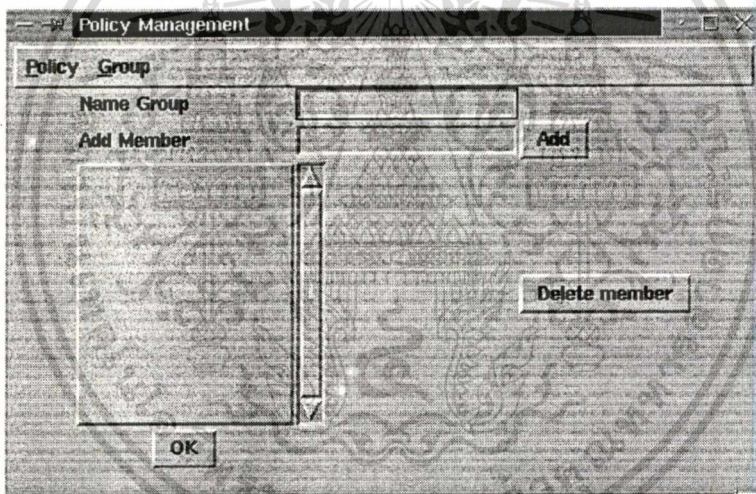 Policy Management
Policy Group
Name Group
Add Member Add
Delete member
OK